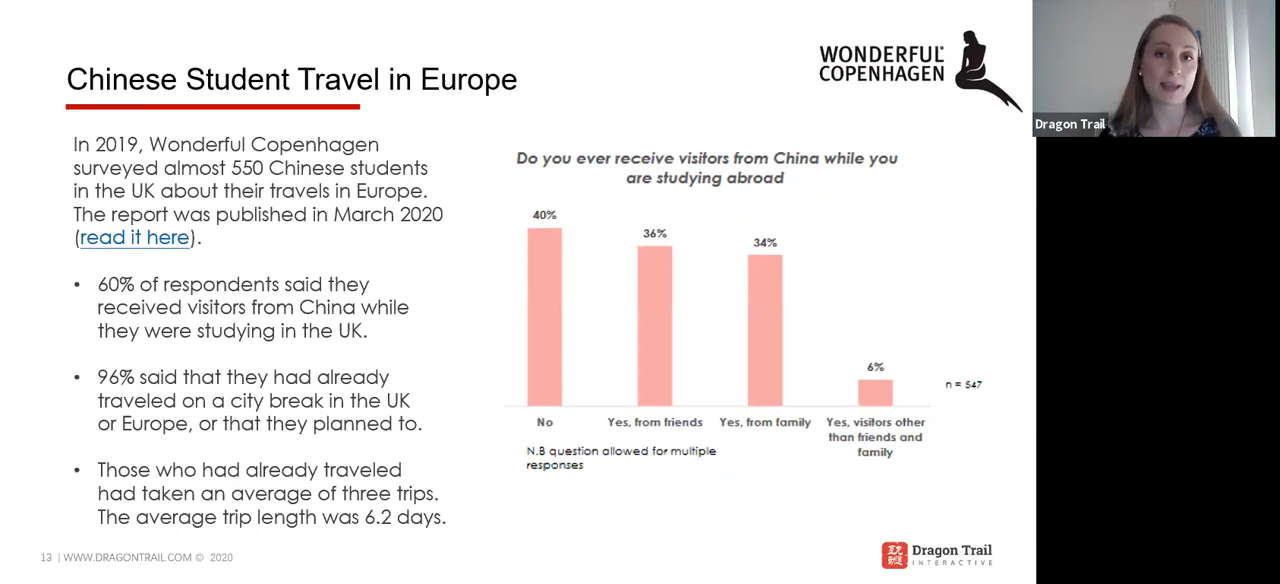 Chinese Student Travel in Europe
WONDERFUL
COPENHAGEN
Dragon Trail
In 2019, Wonderful Copenhagen
surveyed almost 550 Chinese students
in the UK about their travels in Europe.
The report was published in March 2020
(read it here).
• 60% of respondents said they
received visitors from China while
they were studying in the UK.
• 96% said that they had already
traveled on a city break in the UK
or Europe, or that they planned to.
• Those who had already traveled
had taken an average of three trips.
The average trip length was 6.2 days.
Do you ever receive visitors from China while you
are studying abroad
40%
36%
34%
6%
n = 547
No
Yes, from friends
Yes, from family
Yes, visitors other
than friends and
family
N.B question allowed for multiple
responses
13 | WWW.DRAGONTRAIL.COM © 2020
Dragon Trail
INTERACTIVE